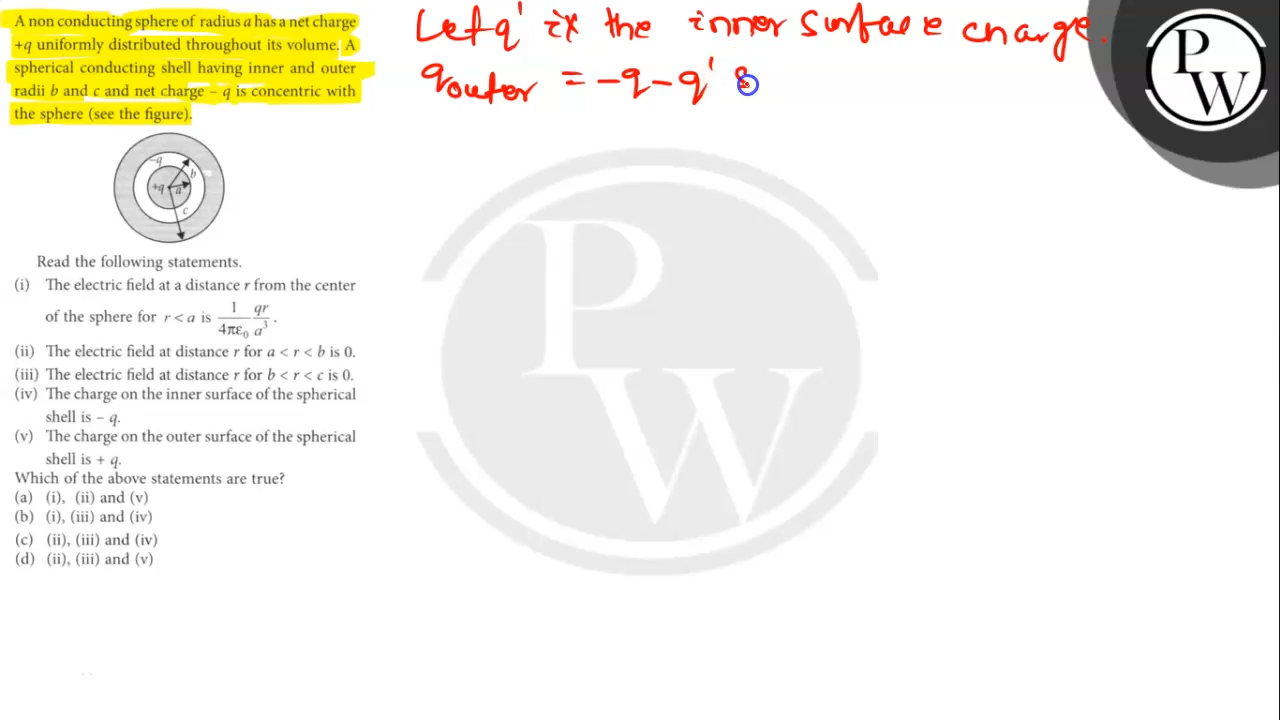 A non conducting sphere of radius a has a net charge
+q uniformly distributed throughout its volume. A
spherical conducting shell having inner and outer
radii b and c and net charge – q is concentric with
the sphere (see the figure).
Let q' ix the inner surface charge.
qouter = -q - q' 8
PW
–q
b
+q
a
c
PW
Read the following statements.
(i) The electric field at a distance r from the center
of the sphere for r < a is 1/4πε₀ qr/a³.
(ii) The electric field at distance r for a < r < b is 0.
(iii) The electric field at distance r for b < r < c is 0.
(iv) The charge on the inner surface of the spherical
shell is – q.
(v) The charge on the outer surface of the spherical
shell is + q.
Which of the above statements are true?
(a) (i), (ii) and (v)
(b) (i), (iii) and (iv)
(c) (ii), (iii) and (iv)
(d) (ii), (iii) and (v)